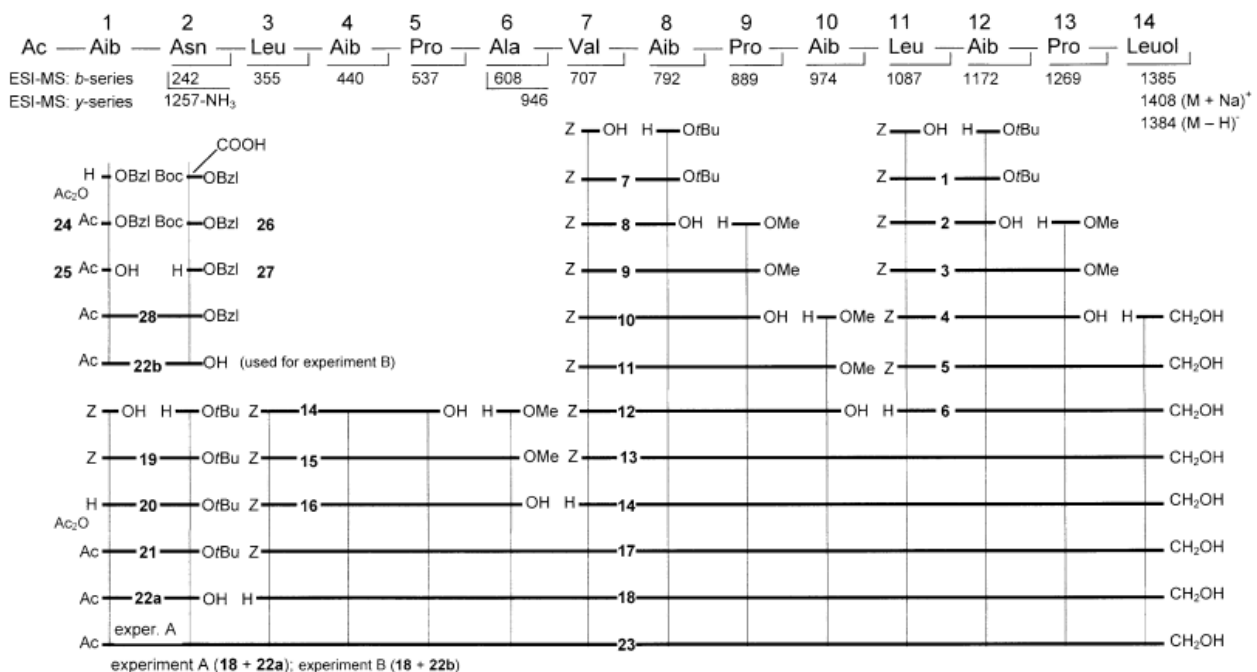 1 2 3 4 5 6 7 8 9 10 11 12 13 14
Ac — Aib — Asn — Leu — Aib — Pro — Ala — Val — Aib — Pro — Aib — Leu — Aib — Pro — Leuol
ESI-MS: b-series 242 355 440 537 608 707 792 889 974 1087 1172 1269 1385
ESI-MS: y-series 1257-NH₃ 946 1408 (M + Na)⁺
1384 (M – H)⁻
Z OH H OtBu Z OH H OtBu
COOH
H OBzl Boc OBzl Z 7 OtBu Z 1 OtBu
Ac₂O
24 Ac OBzl Boc OBzl 26 Z 8 OH H OMe Z 2 OH H OMe
25 Ac OH H OBzl 27 Z 9 OMe Z 3 OMe
Ac 28 OBzl Z 10 OH H OMe Z 4 OH H CH₂OH
Ac 22b OH (used for experiment B) Z 11 OMe Z 5 CH₂OH
Z OH H OtBu Z 14 OH H OMe Z 12 OH H 6 CH₂OH
Z 19 OtBu Z 15 OMe Z 13 CH₂OH
H 20 OtBu Z 16 OH H 14 CH₂OH
Ac₂O
Ac 21 OtBu Z 17 CH₂OH
Ac 22a OH H 18 CH₂OH
exper. A
Ac 23 CH₂OH
experiment A (18 + 22a); experiment B (18 + 22b)